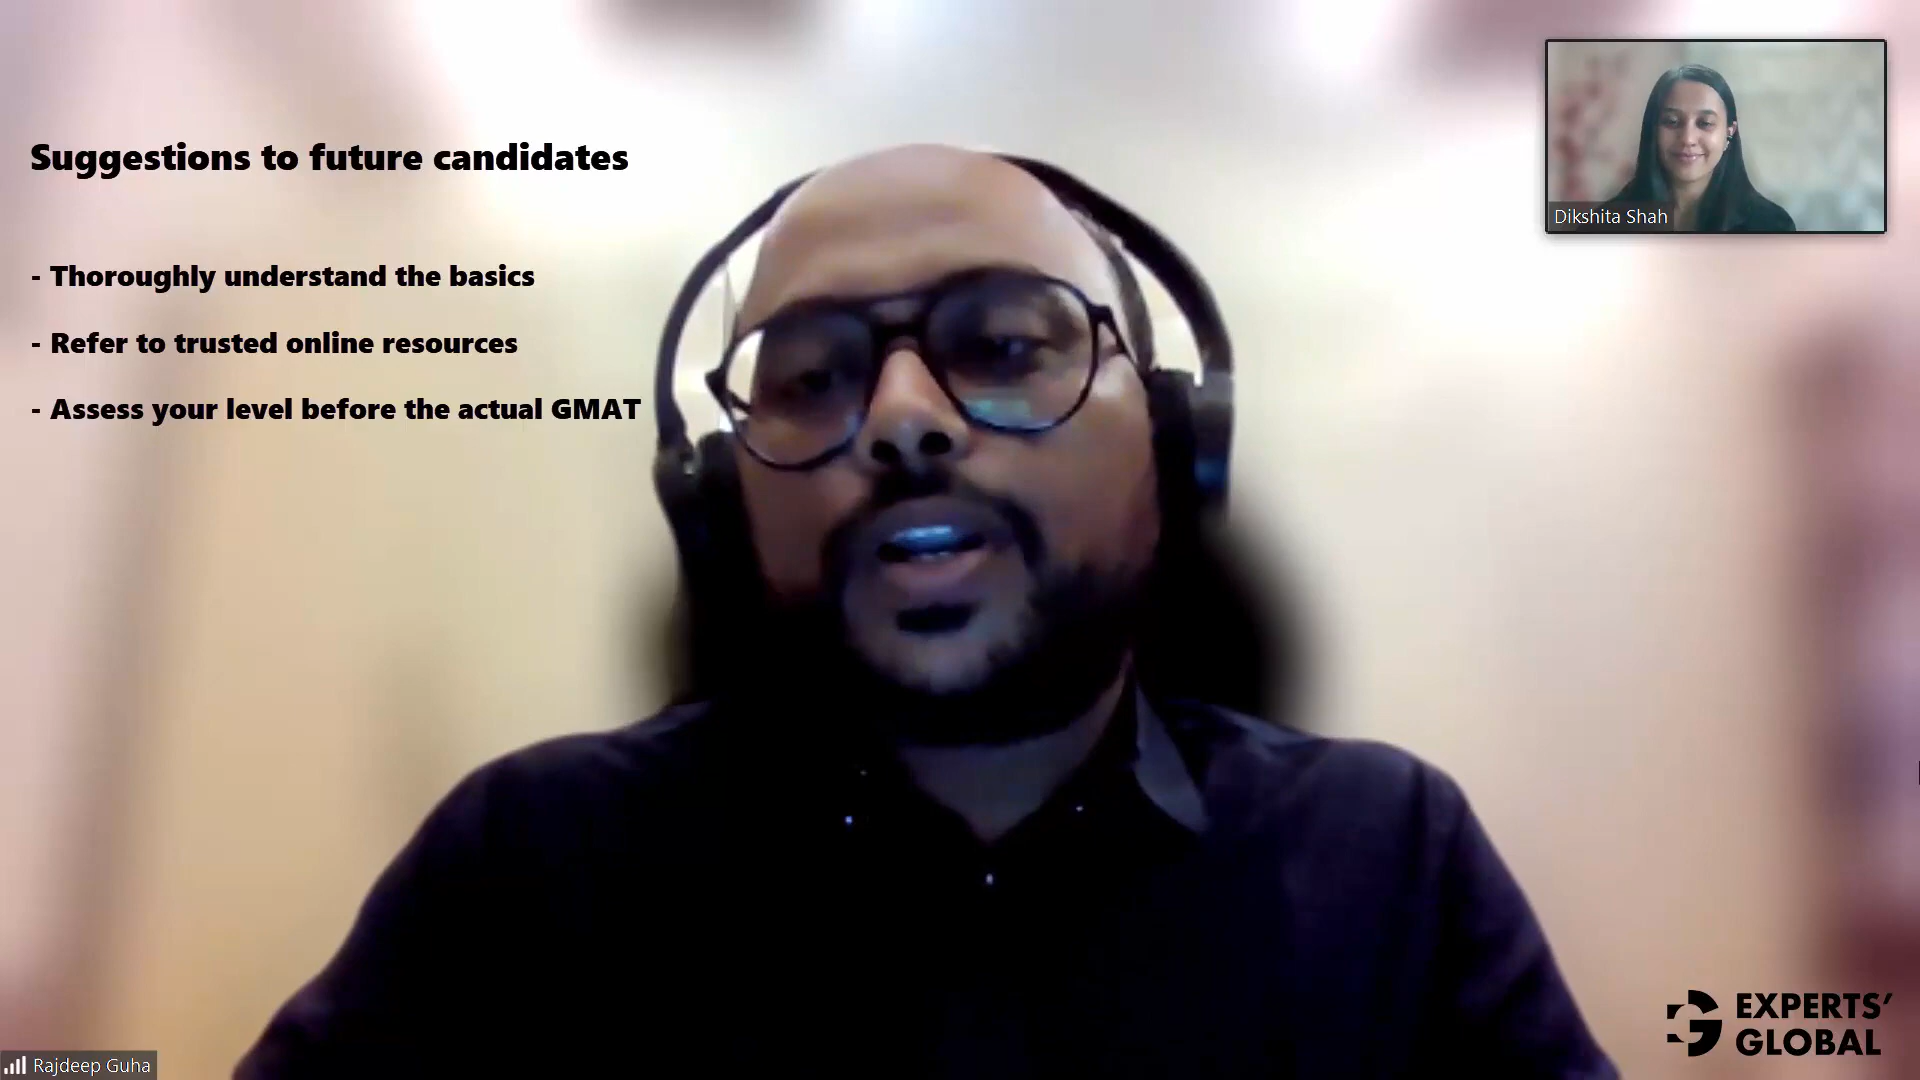 Suggestions to future candidates
- Thoroughly understand the basics
- Refer to trusted online resources
- Assess your level before the actual GMAT
Dikshita Shah
EXPERTS'
GLOBAL
Rajdeep Guha